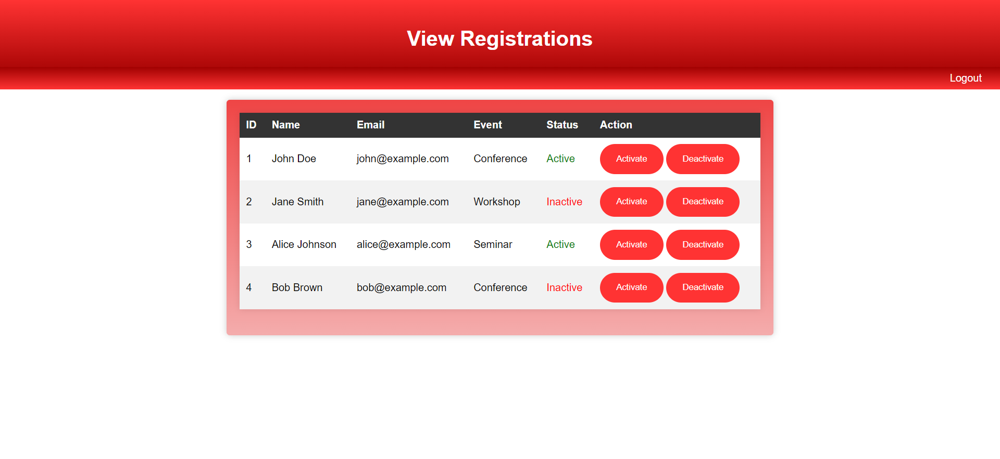 View Registrations
Logout
ID Name Email Event Status Action
1 John Doe john@example.com Conference Active Activate Deactivate
2 Jane Smith jane@example.com Workshop Inactive Activate Deactivate
3 Alice Johnson alice@example.com Seminar Active Activate Deactivate
4 Bob Brown bob@example.com Conference Inactive Activate Deactivate